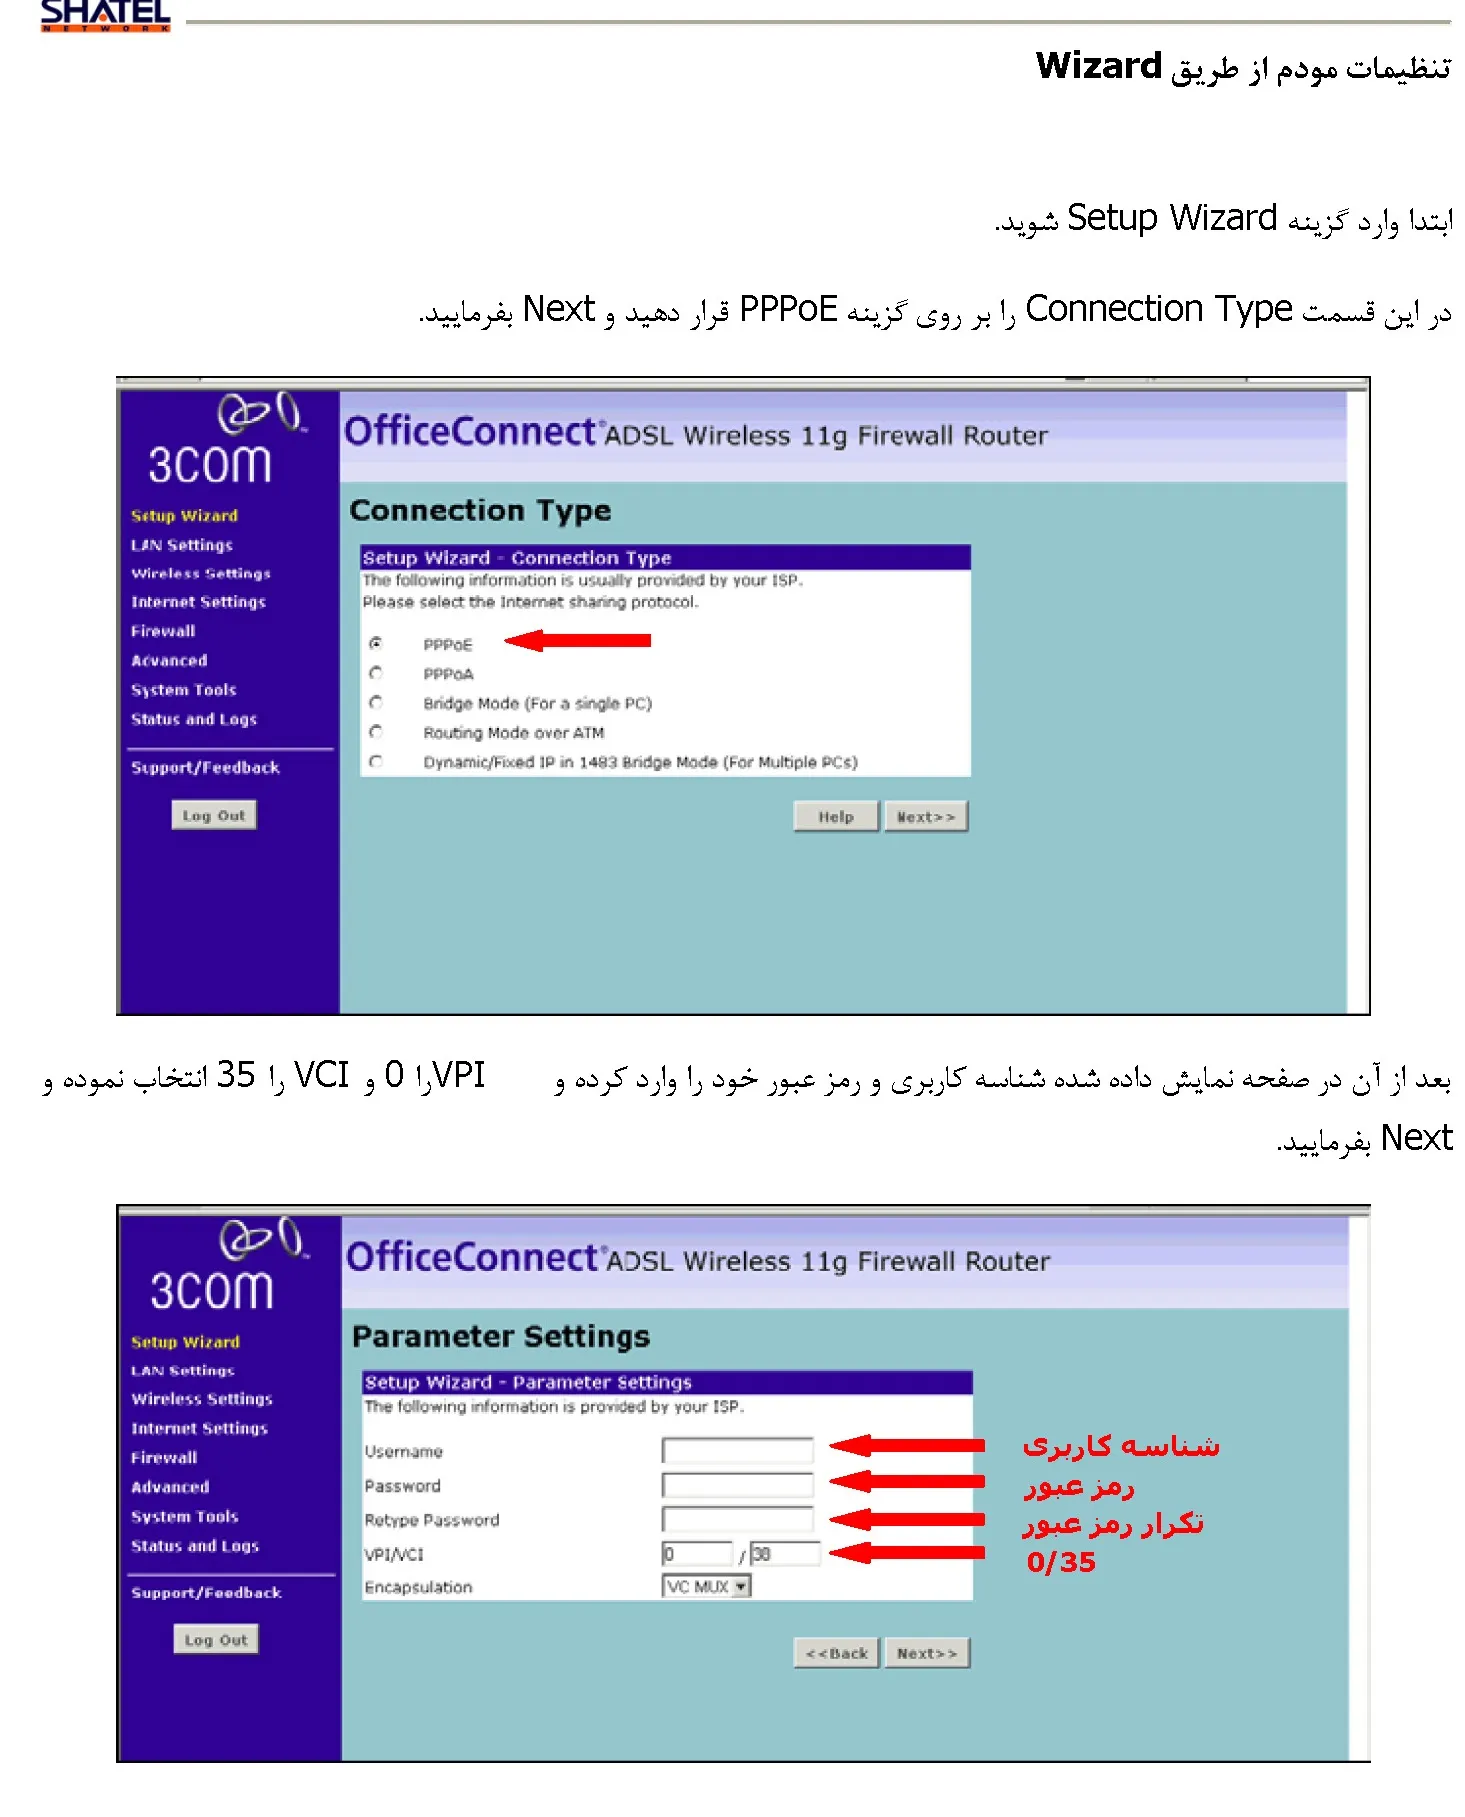 SHATEL
NETWORK
تنظیمات مودم از طریق Wizard
ابتدا وارد گزینه Setup Wizard شوید.
در این قسمت Connection Type را بر روی گزینه PPPoE قرار دهید و Next بفرمایید.
3COM
OfficeConnect® ADSL Wireless 11g Firewall Router
Setup Wizard
LAN Settings
Wireless Settings
Internet Settings
Firewall
Advanced
System Tools
Status and Logs
Support/Feedback
Log Out
Connection Type
Setup Wizard - Connection Type
The following information is usually provided by your ISP.
Please select the Internet sharing protocol.
PPPoE
PPPoA
Bridge Mode (For a single PC)
Routing Mode over ATM
Dynamic/Fixed IP in 1483 Bridge Mode (For Multiple PCs)
Help Next>>
بعد از آن در صفحه نمایش داده شده شناسه کاربری و رمز عبور خود را وارد کرده و VPIرا 0 و VCI را 35 انتخاب نموده و
Next بفرمایید.
3COM
OfficeConnect® ADSL Wireless 11g Firewall Router
Setup Wizard
LAN Settings
Wireless Settings
Internet Settings
Firewall
Advanced
System Tools
Status and Logs
Support/Feedback
Log Out
Parameter Settings
Setup Wizard - Parameter Settings
The following information is provided by your ISP.
Username شناسه کاربری
Password رمز عبور
Retype Password تکرار رمز عبور
VPI/VCI 0 / 38 0/35
Encapsulation VC MUX
<<Back Next>>